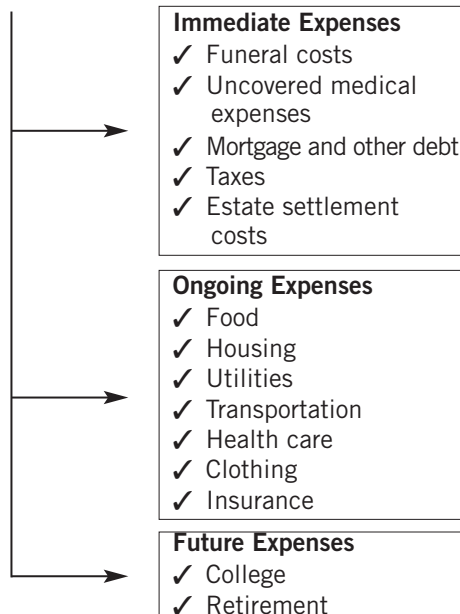 Immediate Expenses
✓ Funeral costs
✓ Uncovered medical
expenses
✓ Mortgage and other debt
✓ Taxes
✓ Estate settlement
costs
Ongoing Expenses
✓ Food
✓ Housing
✓ Utilities
✓ Transportation
✓ Health care
✓ Clothing
✓ Insurance
Future Expenses
✓ College
✓ Retirement